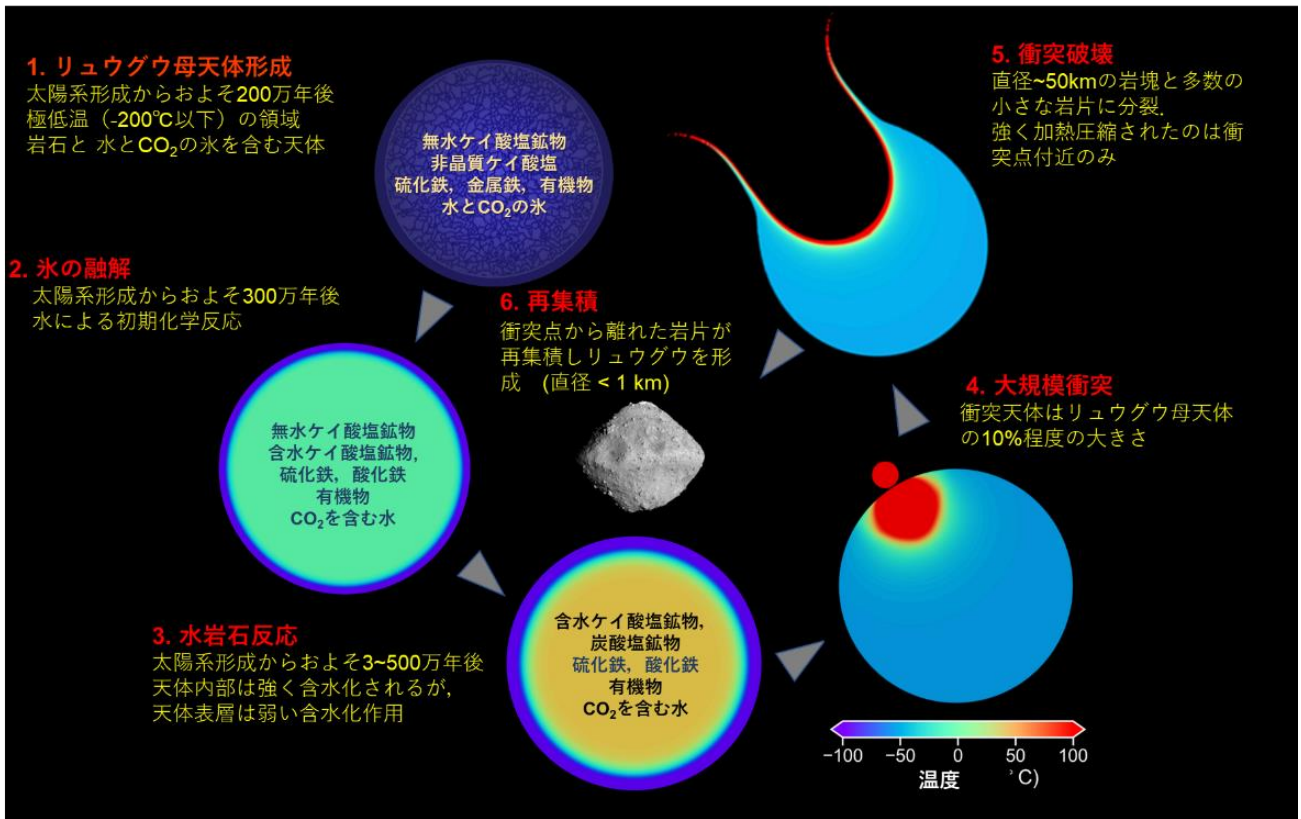 1. リュウグウ母天体形成
太陽系形成からおよそ200万年後
極低温（-200℃以下）の領域
岩石と 水とCO₂の氷を含む天体
無水ケイ酸塩鉱物
非晶質ケイ酸塩
硫化鉄，金属鉄，有機物
水とCO₂の氷
2. 氷の融解
太陽系形成からおよそ300万年後
水による初期化学反応
無水ケイ酸塩鉱物
含水ケイ酸塩鉱物，
硫化鉄，酸化鉄
有機物
CO₂を含む水
3. 水岩石反応
太陽系形成からおよそ3~500万年後
天体内部は強く含水化されるが，
天体表層は弱い含水化作用
含水ケイ酸塩鉱物，
炭酸塩鉱物
硫化鉄，酸化鉄
有機物
CO₂を含む水
4. 大規模衝突
衝突天体はリュウグウ母天体
の10%程度の大きさ
5. 衝突破壊
直径~50kmの岩塊と多数の
小さな岩片に分裂．
強く加熱圧縮されたのは衝
突点付近のみ
6. 再集積
衝突点から離れた岩片が
再集積しリュウグウを形
成 (直径 < 1 km)
−100 −50 0 50 100
温度 C)